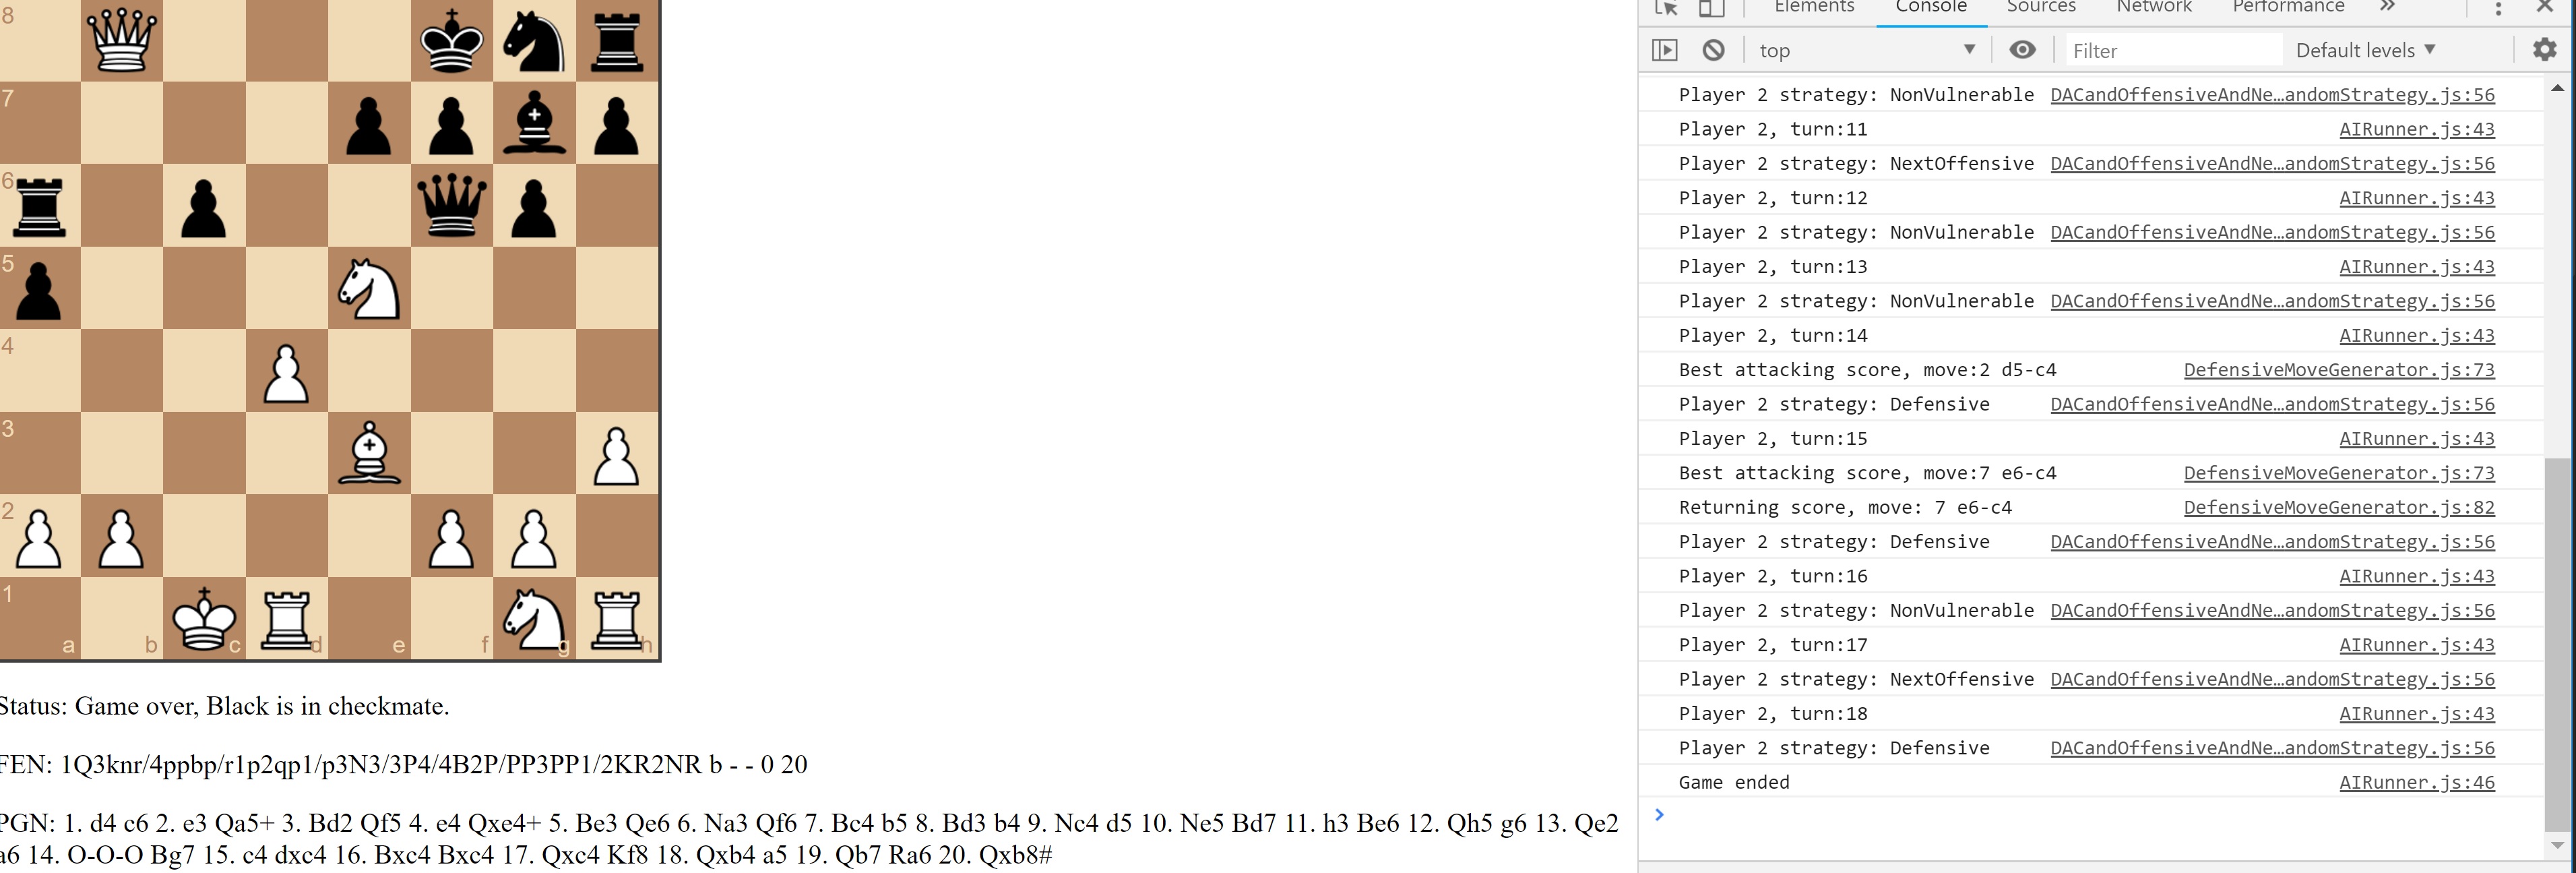 8
7
6
5
4
3
2
1
a b c d e f g h
Status: Game over, Black is in checkmate.
FEN: 1Q3knr/4ppbp/r1p2qp1/p3N3/3P4/4B2P/PP3PP1/2KR2NR b - - 0 20
PGN: 1. d4 c6 2. e3 Qa5+ 3. Bd2 Qf5 4. e4 Qxe4+ 5. Be3 Qe6 6. Na3 Qf6 7. Bc4 b5 8. Bd3 b4 9. Nc4 d5 10. Ne5 Bd7 11. h3 Be6 12. Qh5 g6 13. Qe2
a6 14. O-O-O Bg7 15. c4 dxc4 16. Bxc4 Bxc4 17. Qxc4 Kf8 18. Qxb4 a5 19. Qb7 Ra6 20. Qxb8#
Elements Console Sources Network Performance »
top Filter Default levels
Player 2 strategy: NonVulnerable DACandOffensiveAndNe…andomStrategy.js:56
Player 2, turn:11 AIRunner.js:43
Player 2 strategy: NextOffensive DACandOffensiveAndNe…andomStrategy.js:56
Player 2, turn:12 AIRunner.js:43
Player 2 strategy: NonVulnerable DACandOffensiveAndNe…andomStrategy.js:56
Player 2, turn:13 AIRunner.js:43
Player 2 strategy: NonVulnerable DACandOffensiveAndNe…andomStrategy.js:56
Player 2, turn:14 AIRunner.js:43
Best attacking score, move:2 d5-c4 DefensiveMoveGenerator.js:73
Player 2 strategy: Defensive DACandOffensiveAndNe…andomStrategy.js:56
Player 2, turn:15 AIRunner.js:43
Best attacking score, move:7 e6-c4 DefensiveMoveGenerator.js:73
Returning score, move: 7 e6-c4 DefensiveMoveGenerator.js:82
Player 2 strategy: Defensive DACandOffensiveAndNe…andomStrategy.js:56
Player 2, turn:16 AIRunner.js:43
Player 2 strategy: NonVulnerable DACandOffensiveAndNe…andomStrategy.js:56
Player 2, turn:17 AIRunner.js:43
Player 2 strategy: NextOffensive DACandOffensiveAndNe…andomStrategy.js:56
Player 2, turn:18 AIRunner.js:43
Player 2 strategy: Defensive DACandOffensiveAndNe…andomStrategy.js:56
Game ended AIRunner.js:46